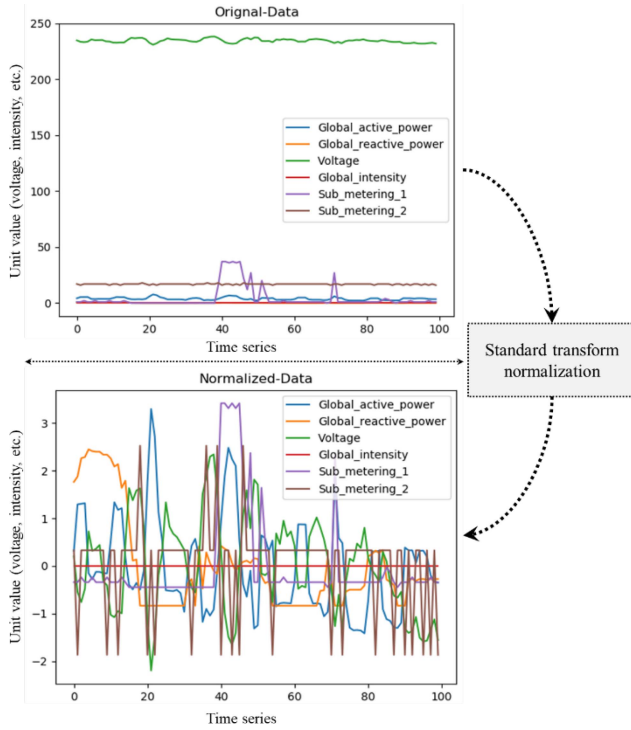 Orignal-Data
Unit value (voltage, intensity, etc.)
250
200
150
100
50
0
Global_active_power
Global_reactive_power
Voltage
Global_intensity
Sub_metering_1
Sub_metering_2
0 20 40 60 80 100
Time series
Standard transform
normalization
Normalized-Data
Unit value (voltage, intensity, etc.)
3
2
1
0
−1
−2
Global_active_power
Global_reactive_power
Voltage
Global_intensity
Sub_metering_1
Sub_metering_2
0 20 40 60 80 100
Time series